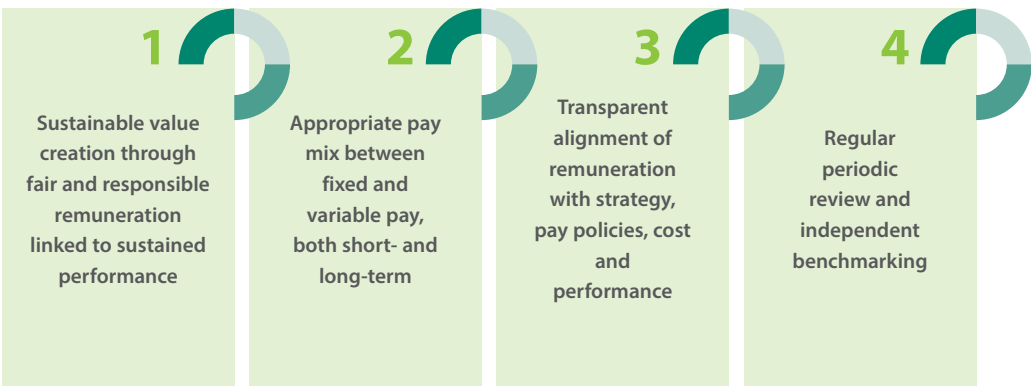 1
Sustainable value
creation through
fair and responsible
remuneration
linked to sustained
performance
2
Appropriate pay
mix between
fixed and
variable pay,
both short- and
long-term
3
Transparent
alignment of
remuneration
with strategy,
pay policies, cost
and
performance
4
Regular
periodic
review and
independent
benchmarking